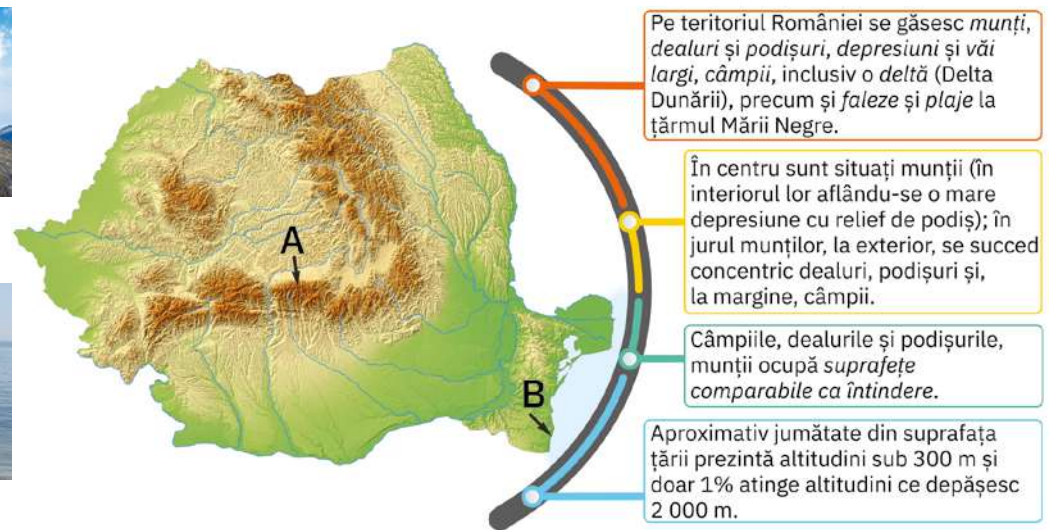 Pe teritoriul României se găsesc munți,
dealuri și podișuri, depresiuni și văi
largi, câmpii, inclusiv o deltă (Delta
Dunării), precum și faleze și plaje la
țărmul Mării Negre.
În centru sunt situați munții (în
interiorul lor aflându-se o mare
depresiune cu relief de podiș); în
jurul munților, la exterior, se succed
concentric dealuri, podișuri și,
la margine, câmpii.
Câmpiile, dealurile și podișurile,
munții ocupă suprafețe
comparabile ca întindere.
Aproximativ jumătate din suprafața
țării prezintă altitudini sub 300 m și
doar 1% atinge altitudini ce depășesc
2 000 m.
A
B